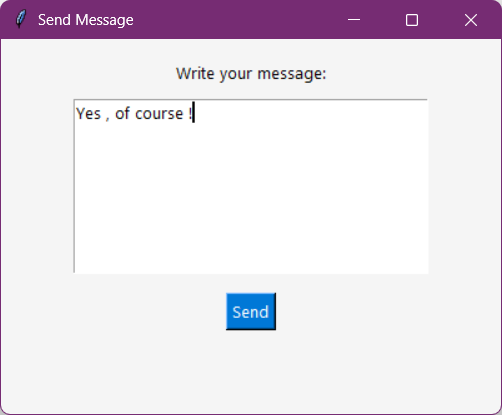 Send Message
Write your message:
Yes , of course !
Send